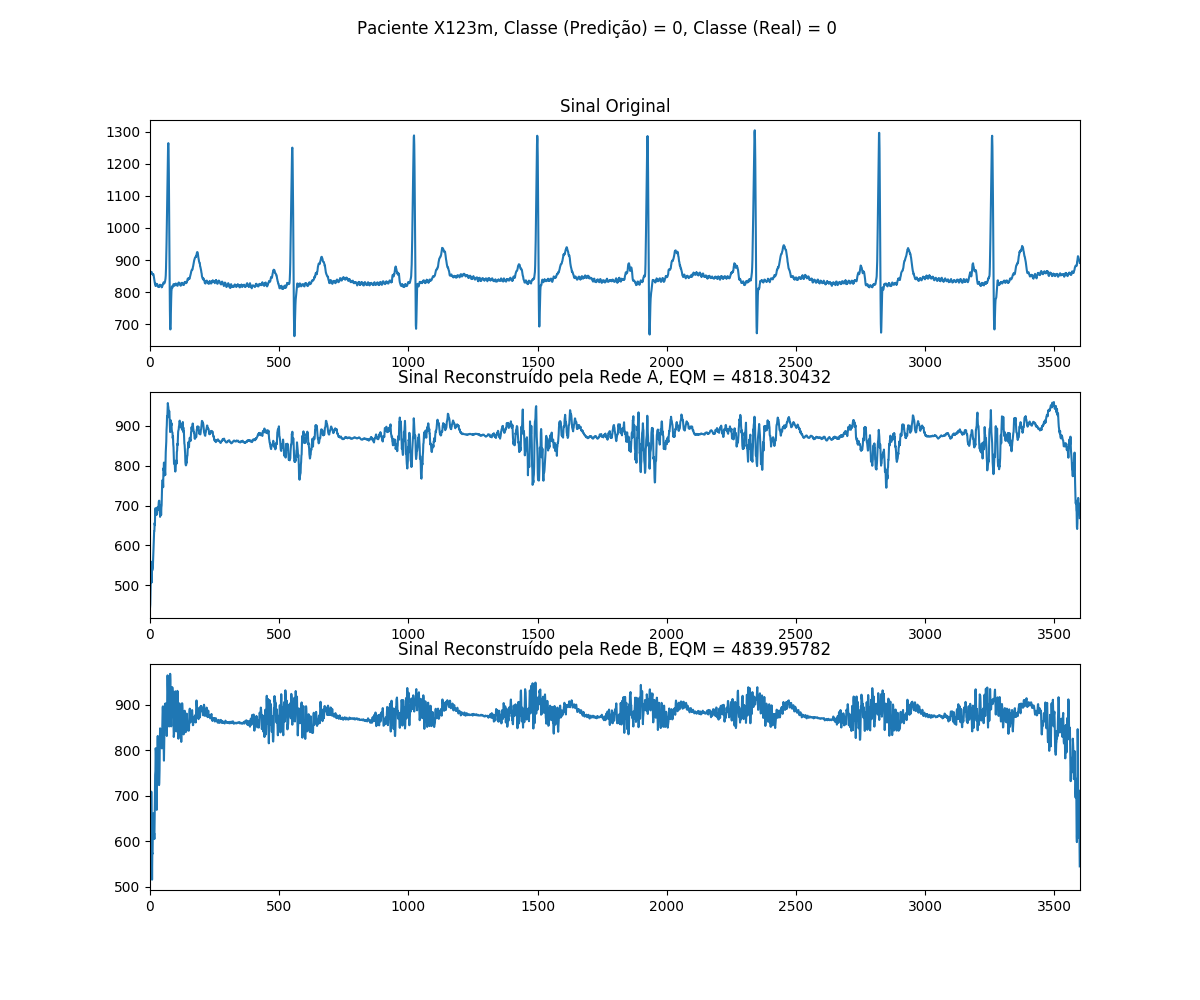 Paciente X123m, Classe (Predição) = 0, Classe (Real) = 0
Sinal Original
1300
1200
1100
1000
900
800
700
0 500 1000 1500 2000 2500 3000 3500
Sinal Reconstruído pela Rede A, EQM = 4818.30432
900
800
700
600
500
0 500 1000 1500 2000 2500 3000 3500
Sinal Reconstruído pela Rede B, EQM = 4839.95782
900
800
700
600
500
0 500 1000 1500 2000 2500 3000 3500